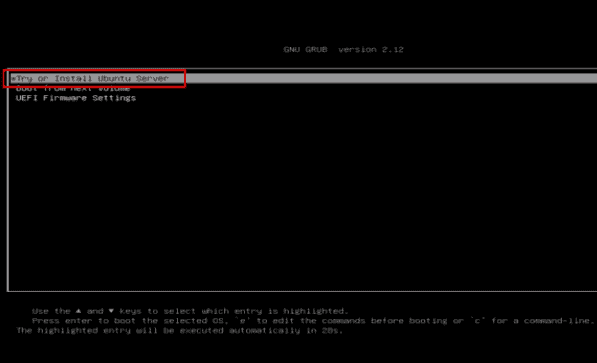 GNU GRUB version 2.12
*Try or Install Ubuntu Server
Boot from next volume
UEFI Firmware Settings
Use the ▲ and ▼ keys to select which entry is highlighted.
Press enter to boot the selected OS, `e' to edit the commands before booting or `c' for a command-line.
The highlighted entry will be executed automatically in 28s.